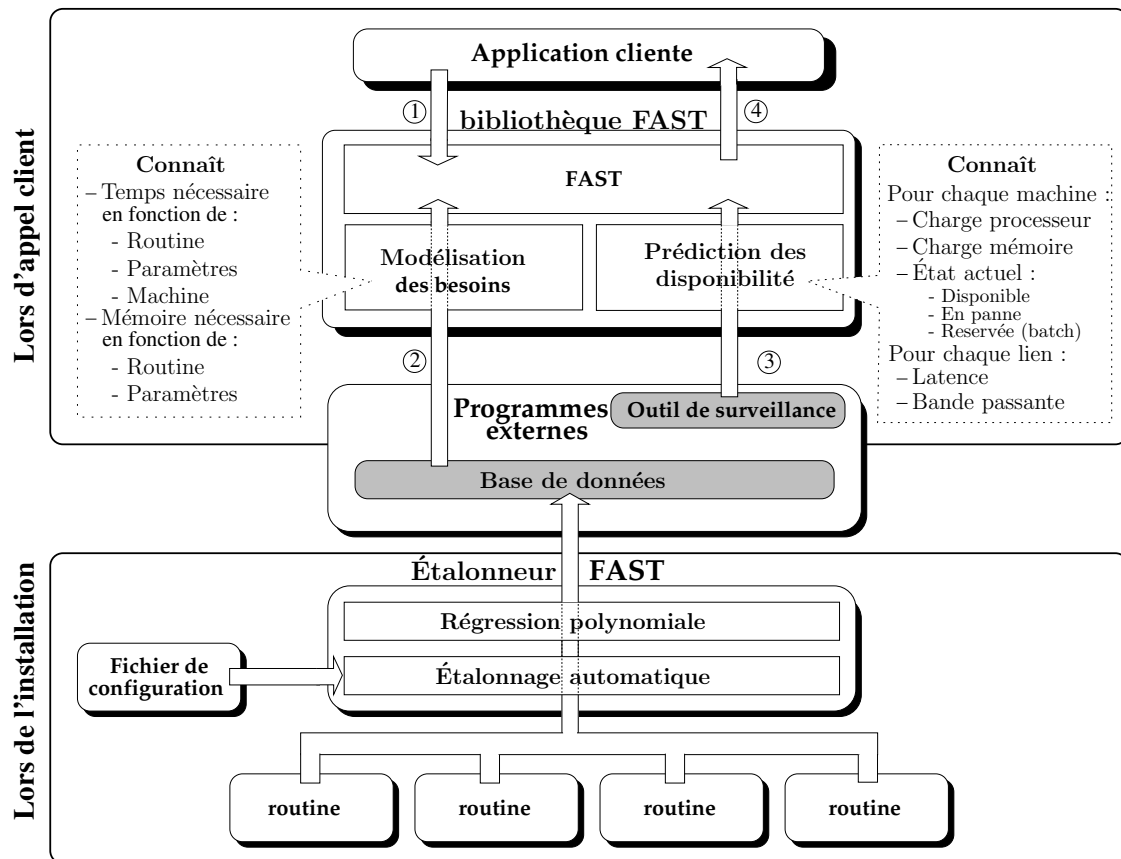 Lors d'appel client
Application cliente
1
4
bibliothèque FAST
FAST
Modélisation
des besoins
Prédiction des
disponibilité
Connaît
– Temps nécessaire
en fonction de :
- Routine
- Paramètres
- Machine
– Mémoire nécessaire
en fonction de :
- Routine
- Paramètres
Connaît
Pour chaque machine :
– Charge processeur
– Charge mémoire
– État actuel :
- Disponible
- En panne
- Reservée (batch)
Pour chaque lien :
– Latence
– Bande passante
2
3
Programmes
externes
Outil de surveillance
Base de données
Lors de l'installation
Étalonneur FAST
Régression polynomiale
Étalonnage automatique
Fichier de
configuration
routine
routine
routine
routine